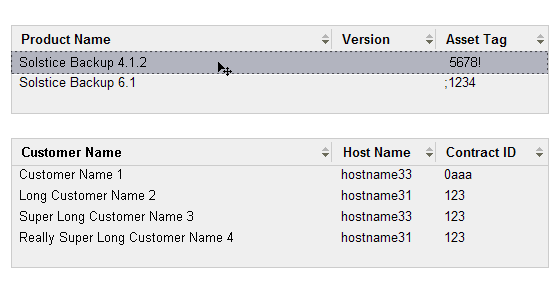 Product Name Version Asset Tag
Solstice Backup 4.1.2 5678!
Solstice Backup 6.1 ;1234
Customer Name Host Name Contract ID
Customer Name 1 hostname33 0aaa
Long Customer Name 2 hostname31 123
Super Long Customer Name 3 hostname33 123
Really Super Long Customer Name 4 hostname31 123